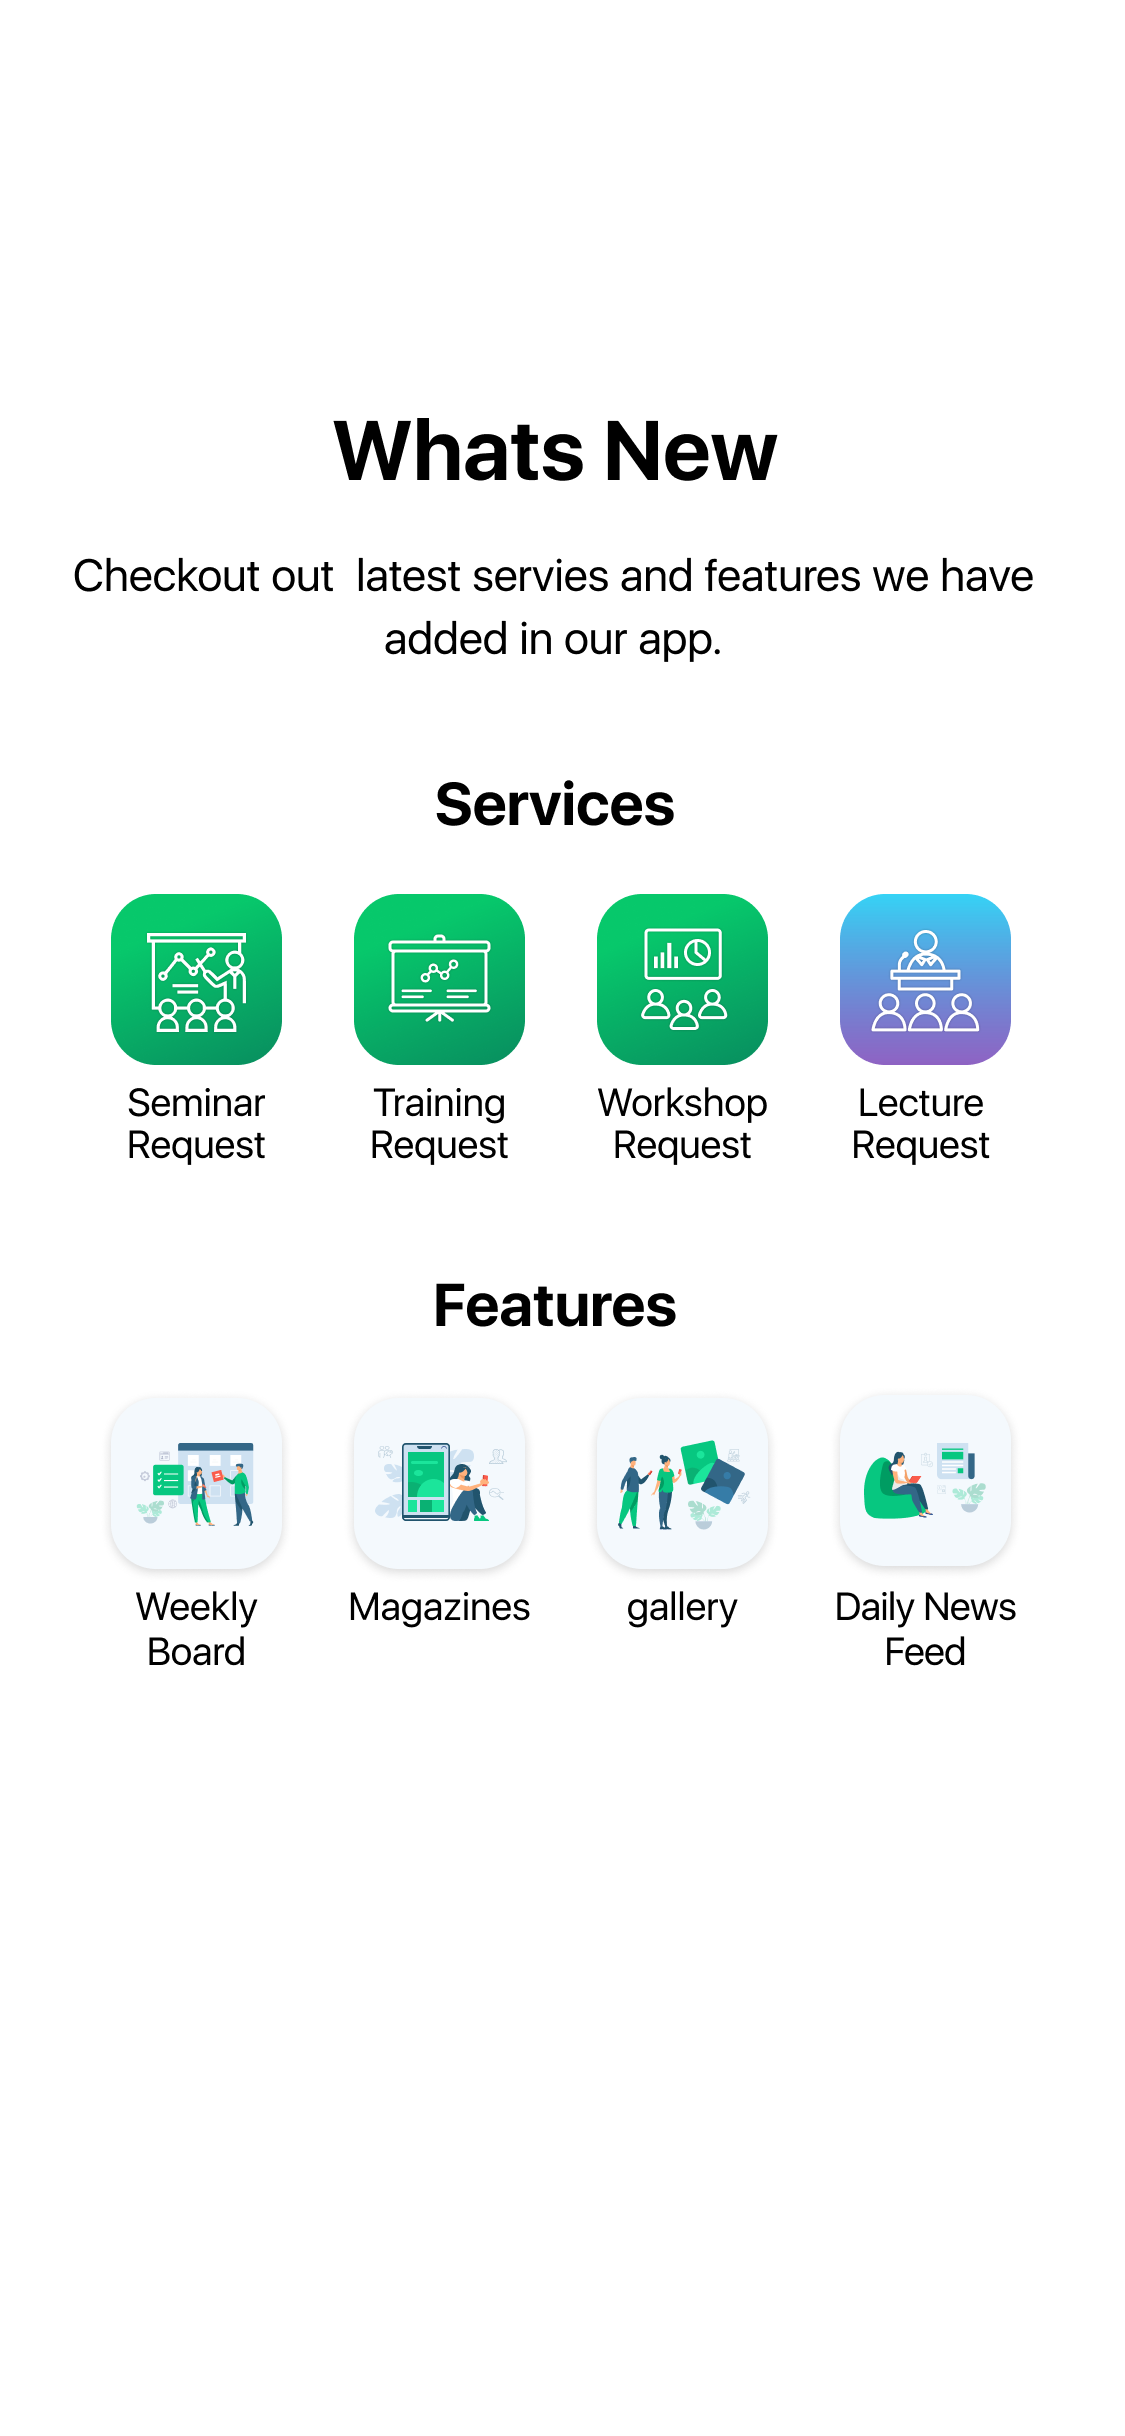 Whats New
Checkout out  latest servies and features we have
added in our app.
Services
Seminar
Request
Training
Request
Workshop
Request
Lecture
Request
Features
Weekly
Board
Magazines
gallery
Daily News
Feed